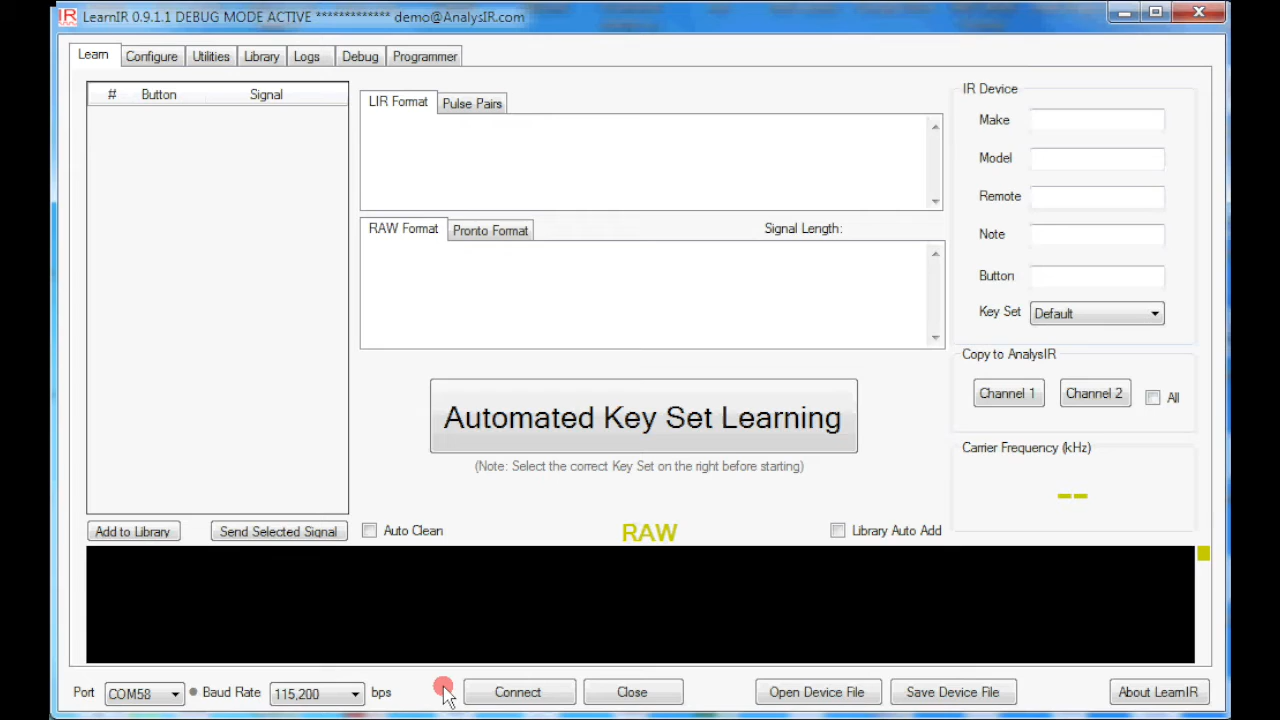 IR LearnIR 0.9.1.1 DEBUG MODE ACTIVE ************* demo@AnalysIR.com
Learn Configure Utilities Library Logs Debug Programmer
# Button Signal
LIR Format Pulse Pairs
RAW Format Pronto Format Signal Length:
Automated Key Set Learning
(Note: Select the correct Key Set on the right before starting)
IR Device
Make
Model
Remote
Note
Button
Key Set Default
Copy to AnalysIR
Channel 1 Channel 2 All
Carrier Frequency (kHz)
--
Add to Library Send Selected Signal Auto Clean RAW Library Auto Add
Port COM58 Baud Rate 115,200 bps Connect Close Open Device File Save Device File About LearnIR